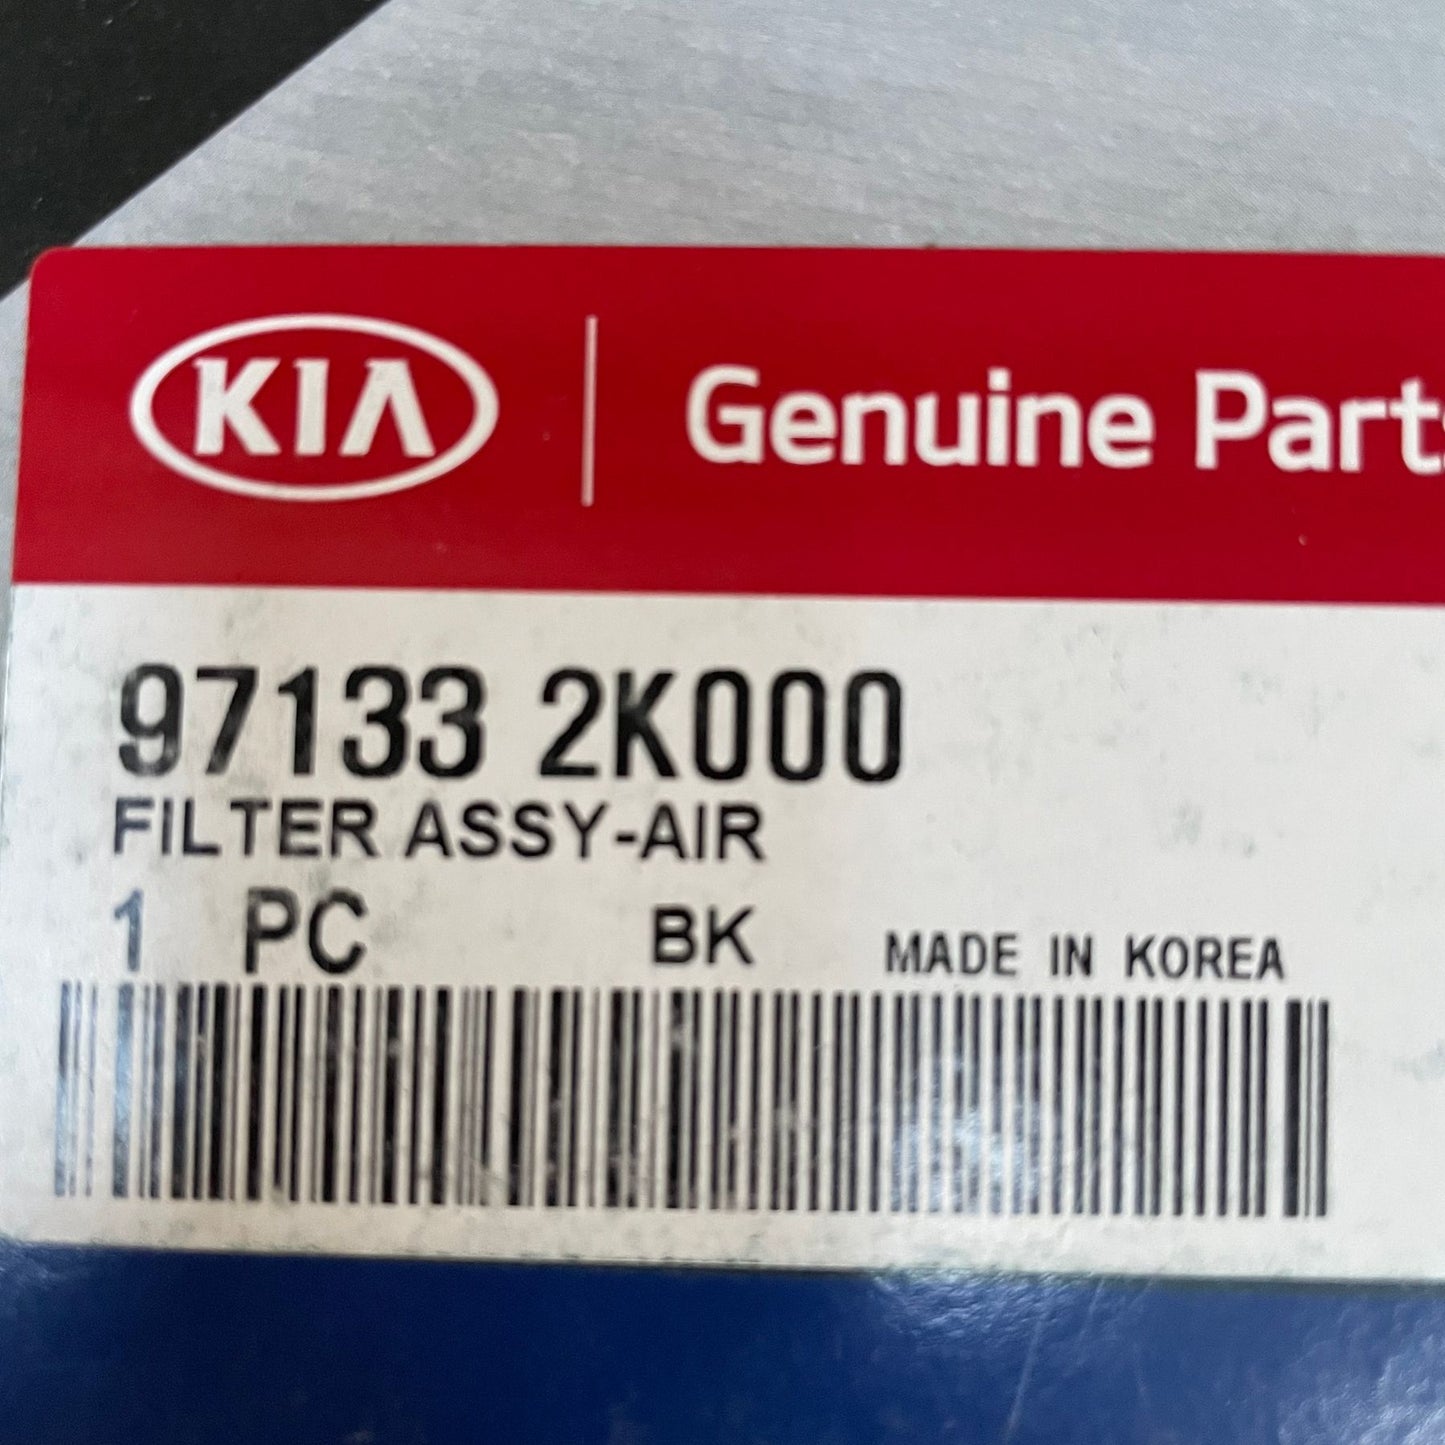 KIA Genuine Parts
97133 2K000
FILTER ASSY-AIR
1 PC BK MADE IN KOREA